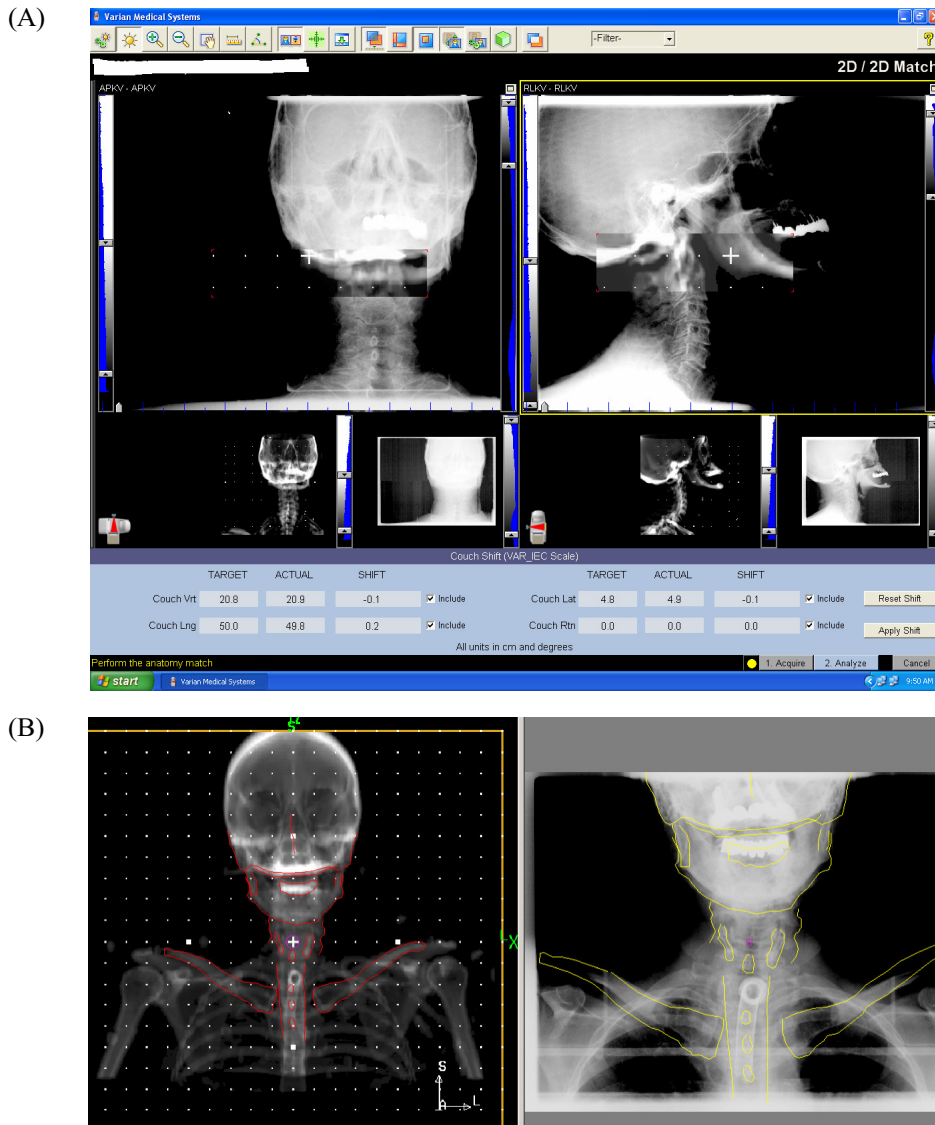 (A)
Varian Medical Systems
-Filter-
2D / 2D Match
APKV - APKV
RLKV - RLKV
Couch Shift (VAR_IEC Scale)
TARGET ACTUAL SHIFT TARGET ACTUAL SHIFT
Couch Vrt 20.8 20.9 -0.1 Include Couch Lat 4.8 4.9 -0.1 Include Reset Shift
Couch Lng 50.0 49.8 0.2 Include Couch Rtn 0.0 0.0 0.0 Include Apply Shift
All units in cm and degrees
Perform the anatomy match 1. Acquire 2. Analyze Cancel
start Varian Medical Systems 9:50 AM
(B)
S
X
S
A L